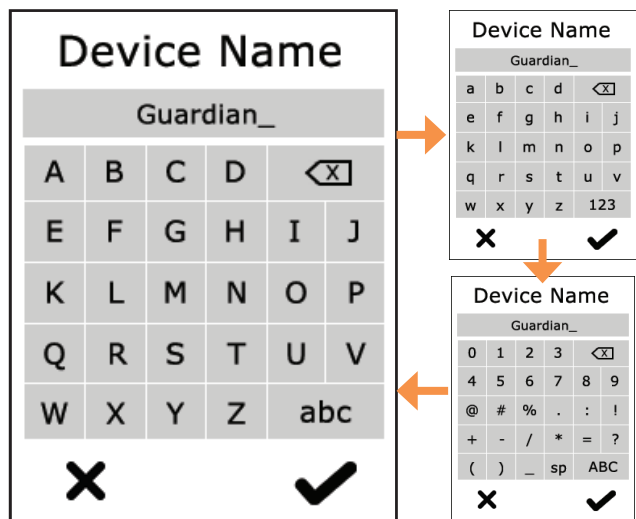 Device Name
Guardian_
A B C D X
E F G H I J
K L M N O P
Q R S T U V
W X Y Z abc
Device Name
Guardian_
a b c d X
e f g h i j
k l m n o p
q r s t u v
w x y z 123
Device Name
Guardian_
0 1 2 3 X
4 5 6 7 8 9
@ # % . : !
+ - / * = ?
( ) _ sp ABC